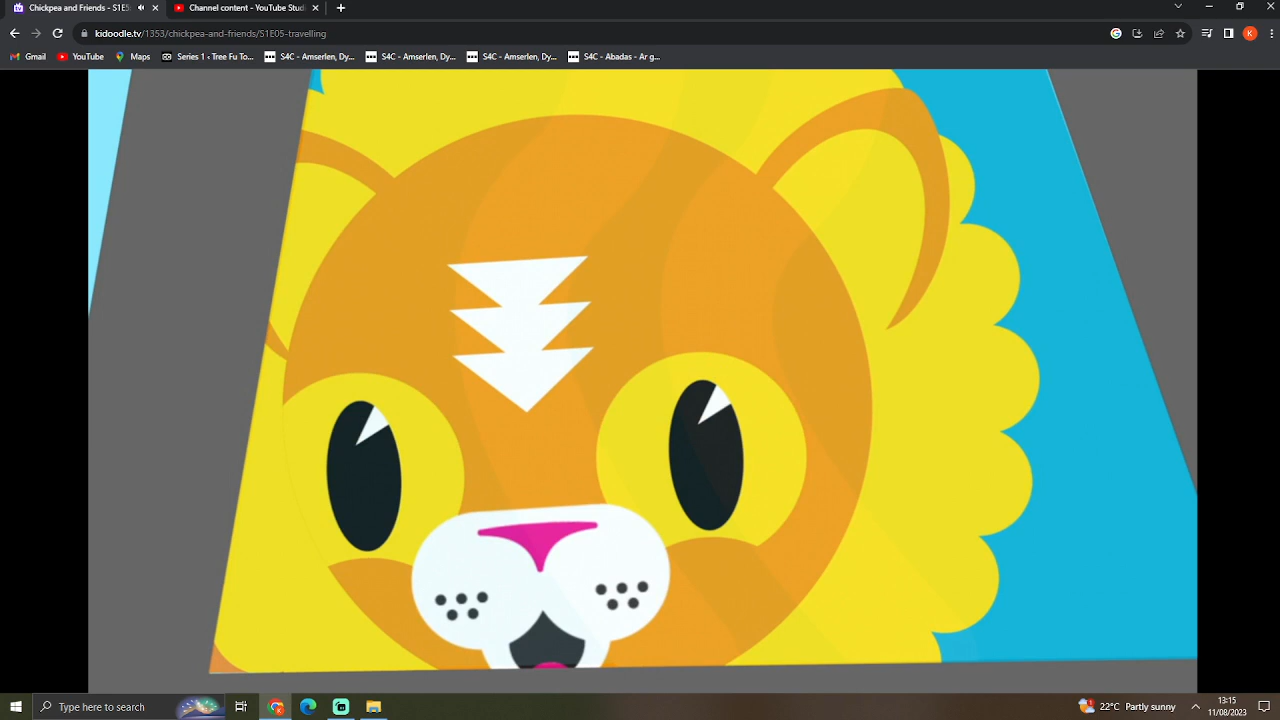 Chickpea and Friends - S1E5:
Channel content - YouTube Stud
kidoodle.tv/1353/chickpea-and-friends/S1E05-travelling
K
Gmail
YouTube
Maps
Series 1 - Tree Fu To...
S4C - Amserlen, Dy...
S4C - Amserlen, Dy...
S4C - Amserlen, Dy...
S4C - Abadas - Ar g...
Type here to search
22°C Partly sunny
13:15
11/08/2023